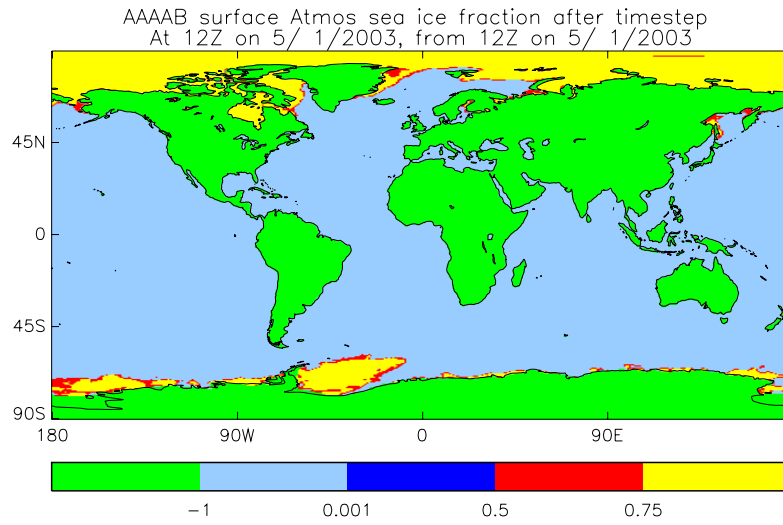 AAAAB surface Atmos sea ice fraction after timestep
At 12Z on 5/ 1/2003, from 12Z on 5/ 1/2003
45N
0
45S
90S
180 90W 0 90E
-1 0.001 0.5 0.75